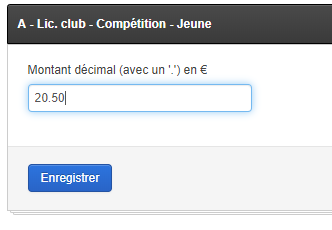 A - Lic. club - Compétition - Jeune
Montant décimal (avec un '.') en €
20.50
Enregistrer